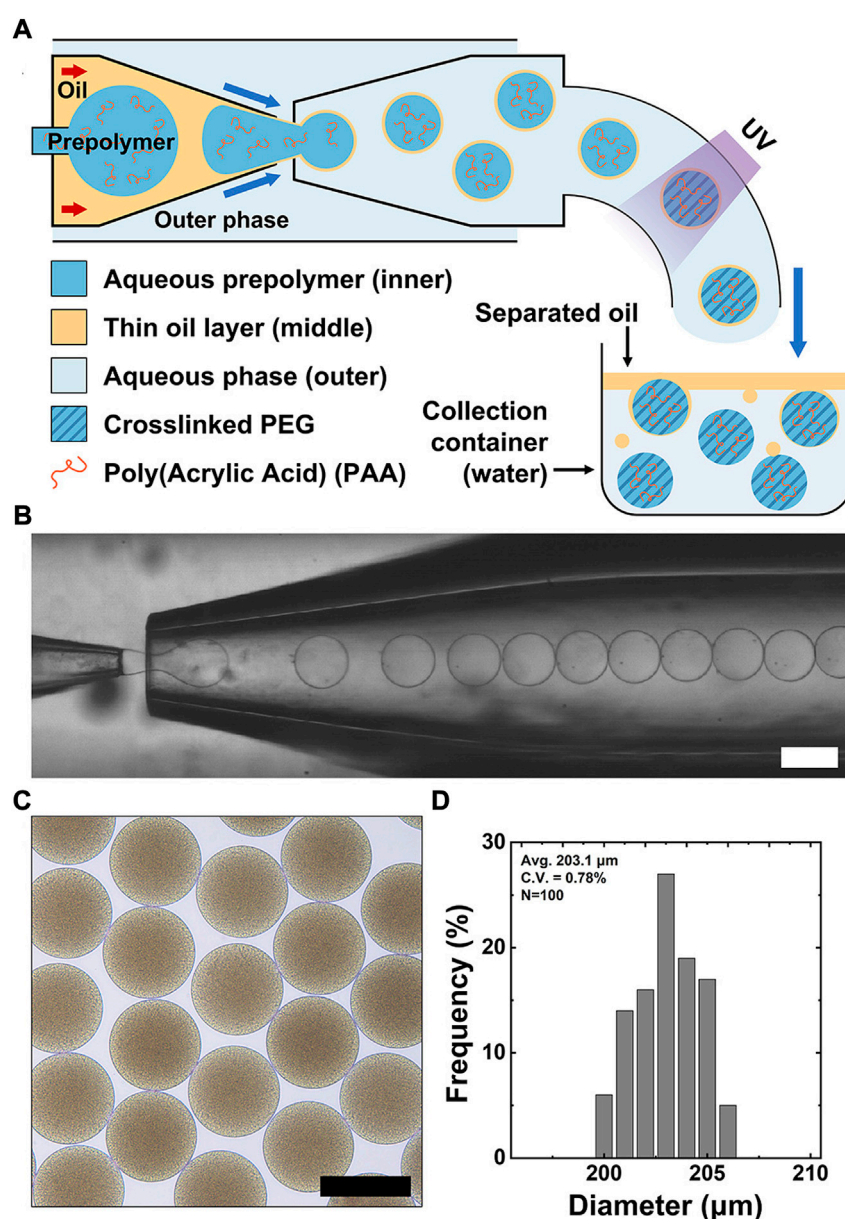 A
Oil
Prepolymer
Outer phase
UV
Aqueous prepolymer (inner)
Thin oil layer (middle)
Aqueous phase (outer)
Crosslinked PEG
Poly(Acrylic Acid) (PAA)
Separated oil
Collection
container
(water)
B
C
D
Avg. 203.1 µm
C.V. = 0.78%
N=100
30
20
10
0
Frequency (%)
200
205
210
Diameter (µm)